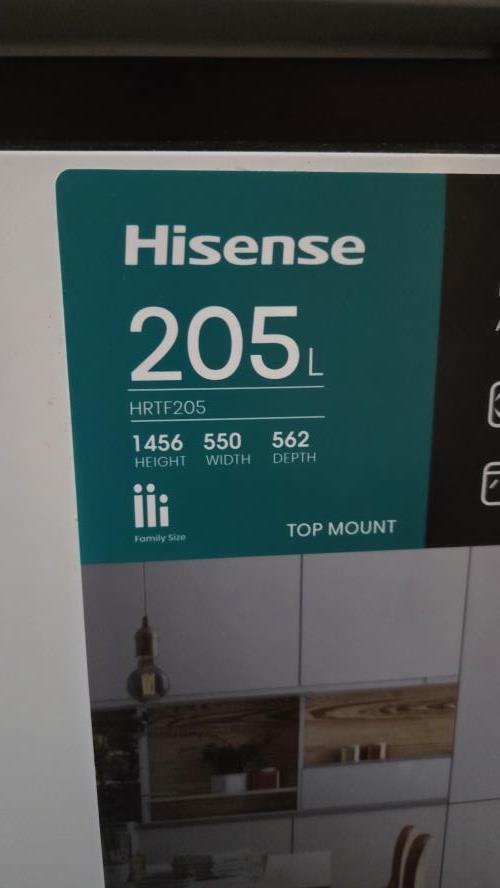 Hisense
205L
HRTF205
1456 550 562
HEIGHT WIDTH DEPTH
Family Size
TOP MOUNT